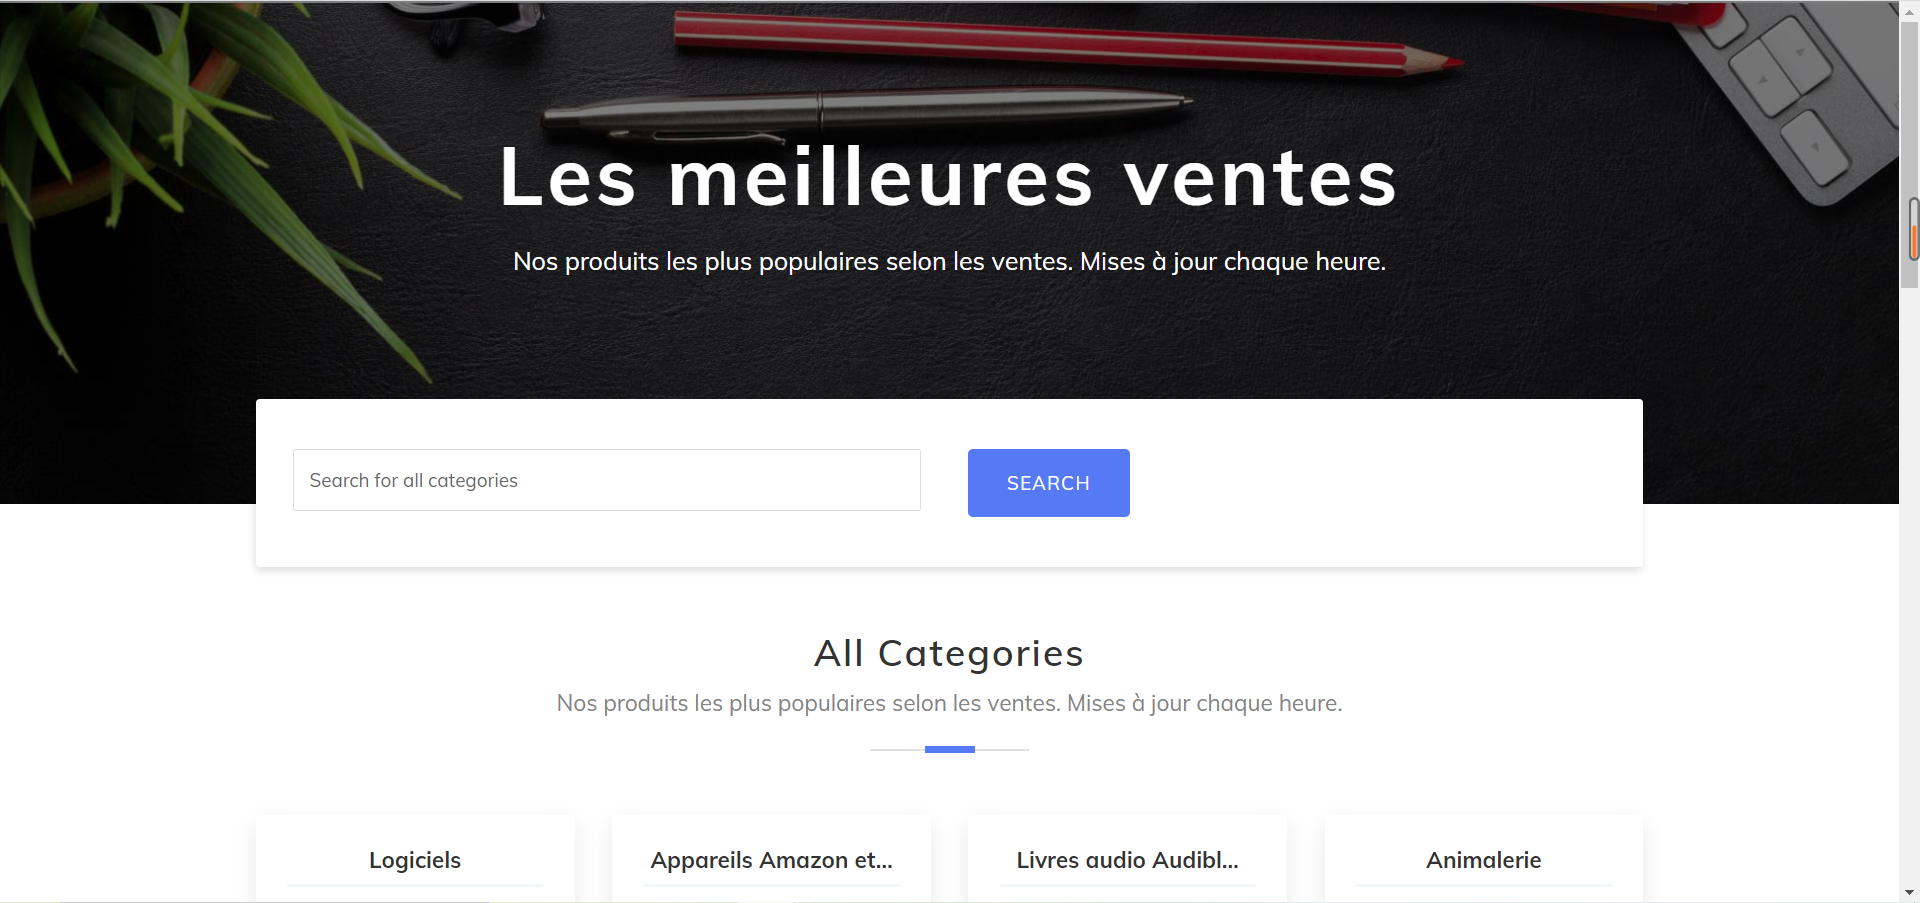 Les meilleures ventes
Nos produits les plus populaires selon les ventes. Mises à jour chaque heure.
Search for all categories
SEARCH
All Categories
Nos produits les plus populaires selon les ventes. Mises à jour chaque heure.
Logiciels
Appareils Amazon et...
Livres audio Audibl...
Animalerie